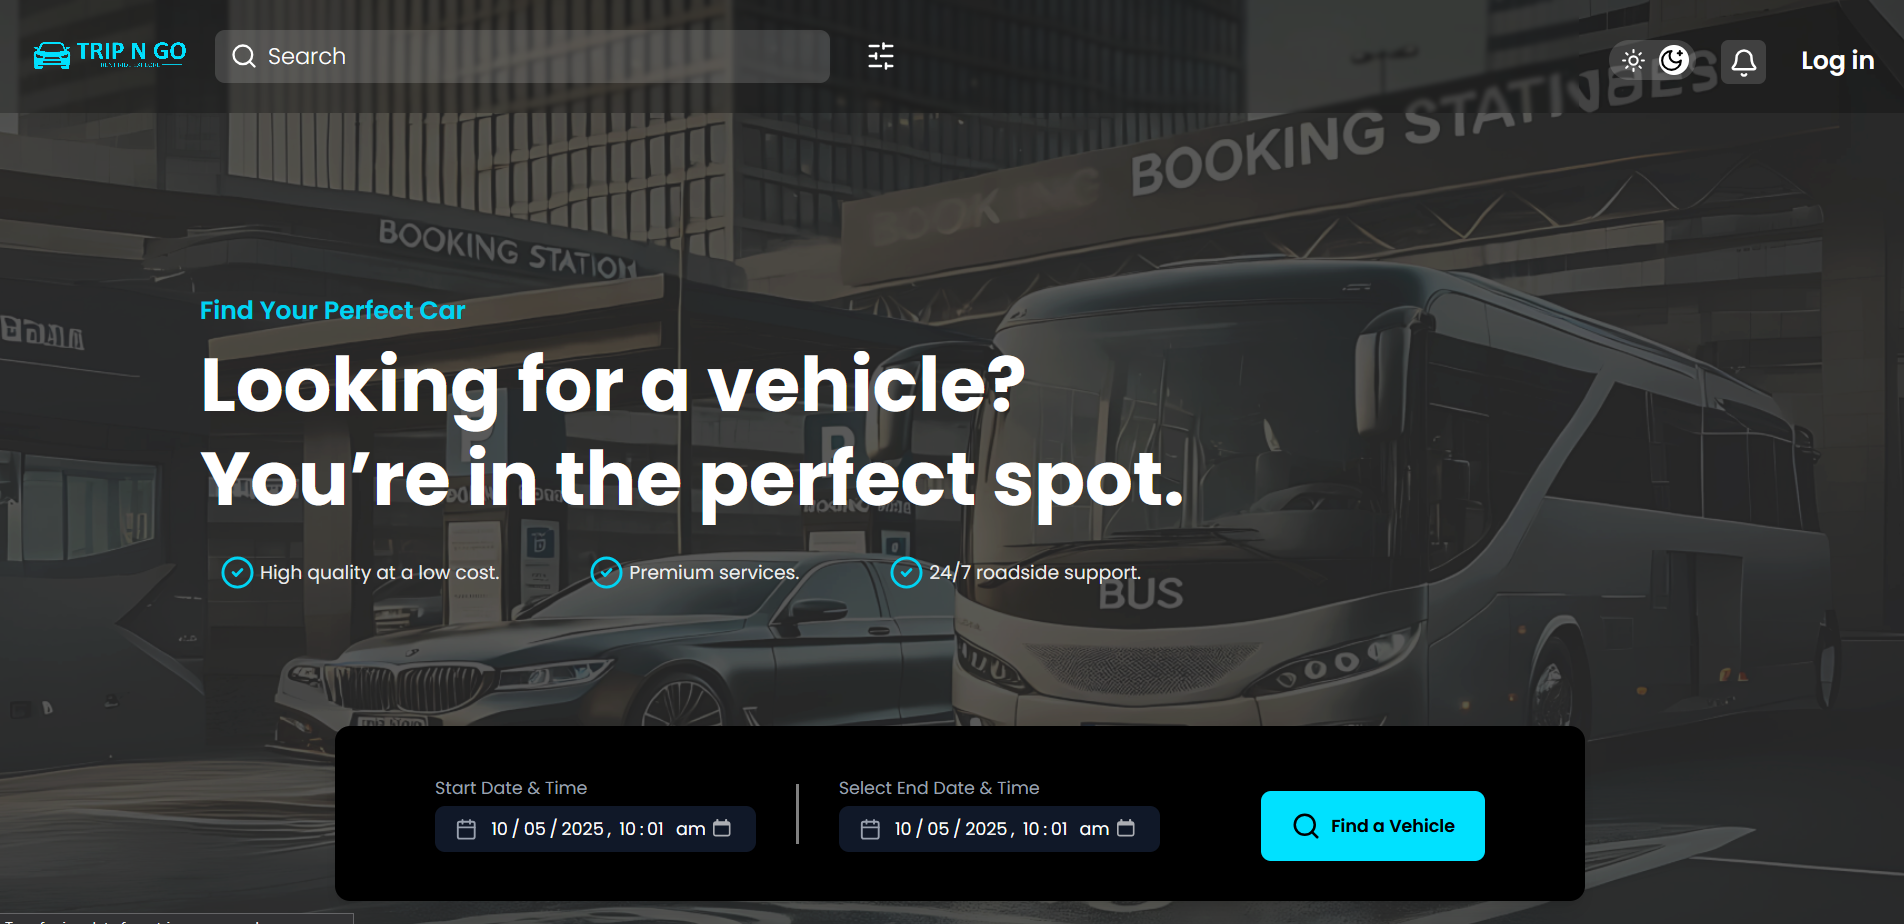 TRIP N GO
Search
Log in
BOOKING STATI
BOOKING STATION
Find Your Perfect Car
Looking for a vehicle?
You’re in the perfect spot.
High quality at a low cost.
Premium services.
24/7 roadside support.
BUS
Start Date & Time
Select End Date & Time
10 / 05 / 2025 , 10 : 01 am
10 / 05 / 2025 , 10 : 01 am
Find a Vehicle